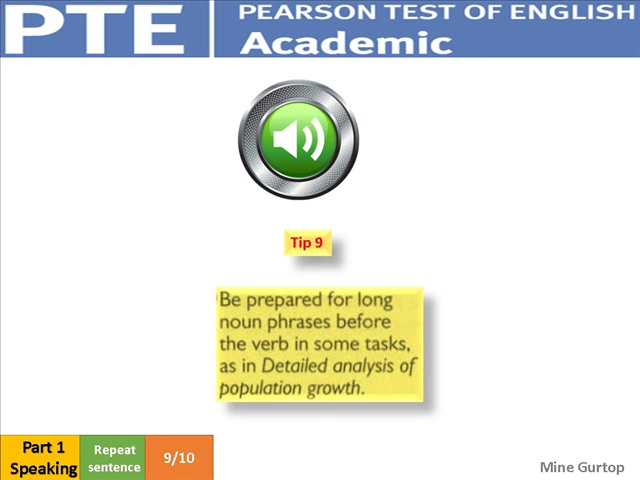 PTE
PEARSON TEST OF ENGLISH
Academic
Tip 9
Be prepared for long
noun phrases before
the verb in some tasks,
as in Detailed analysis of
population growth.
Part 1
Speaking
Repeat
sentence
9/10
Mine Gurtop